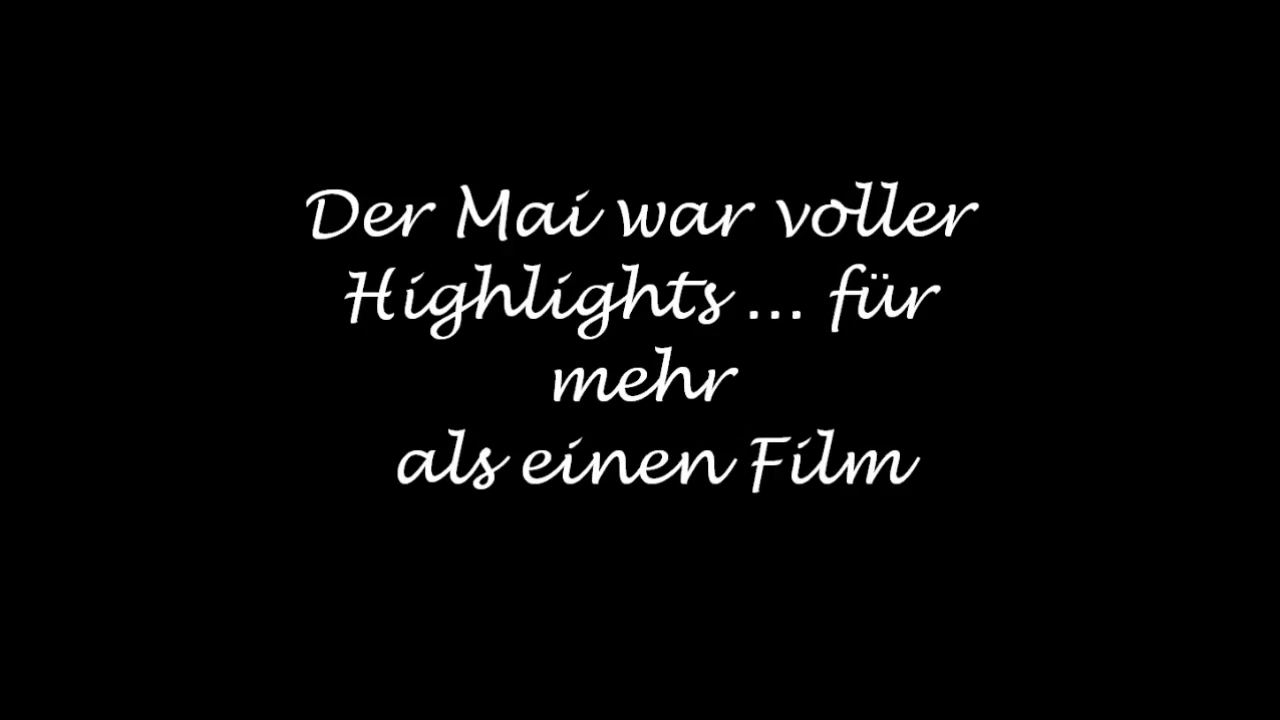 Der Mai war voller
Highlights ... für
mehr
als einen Film